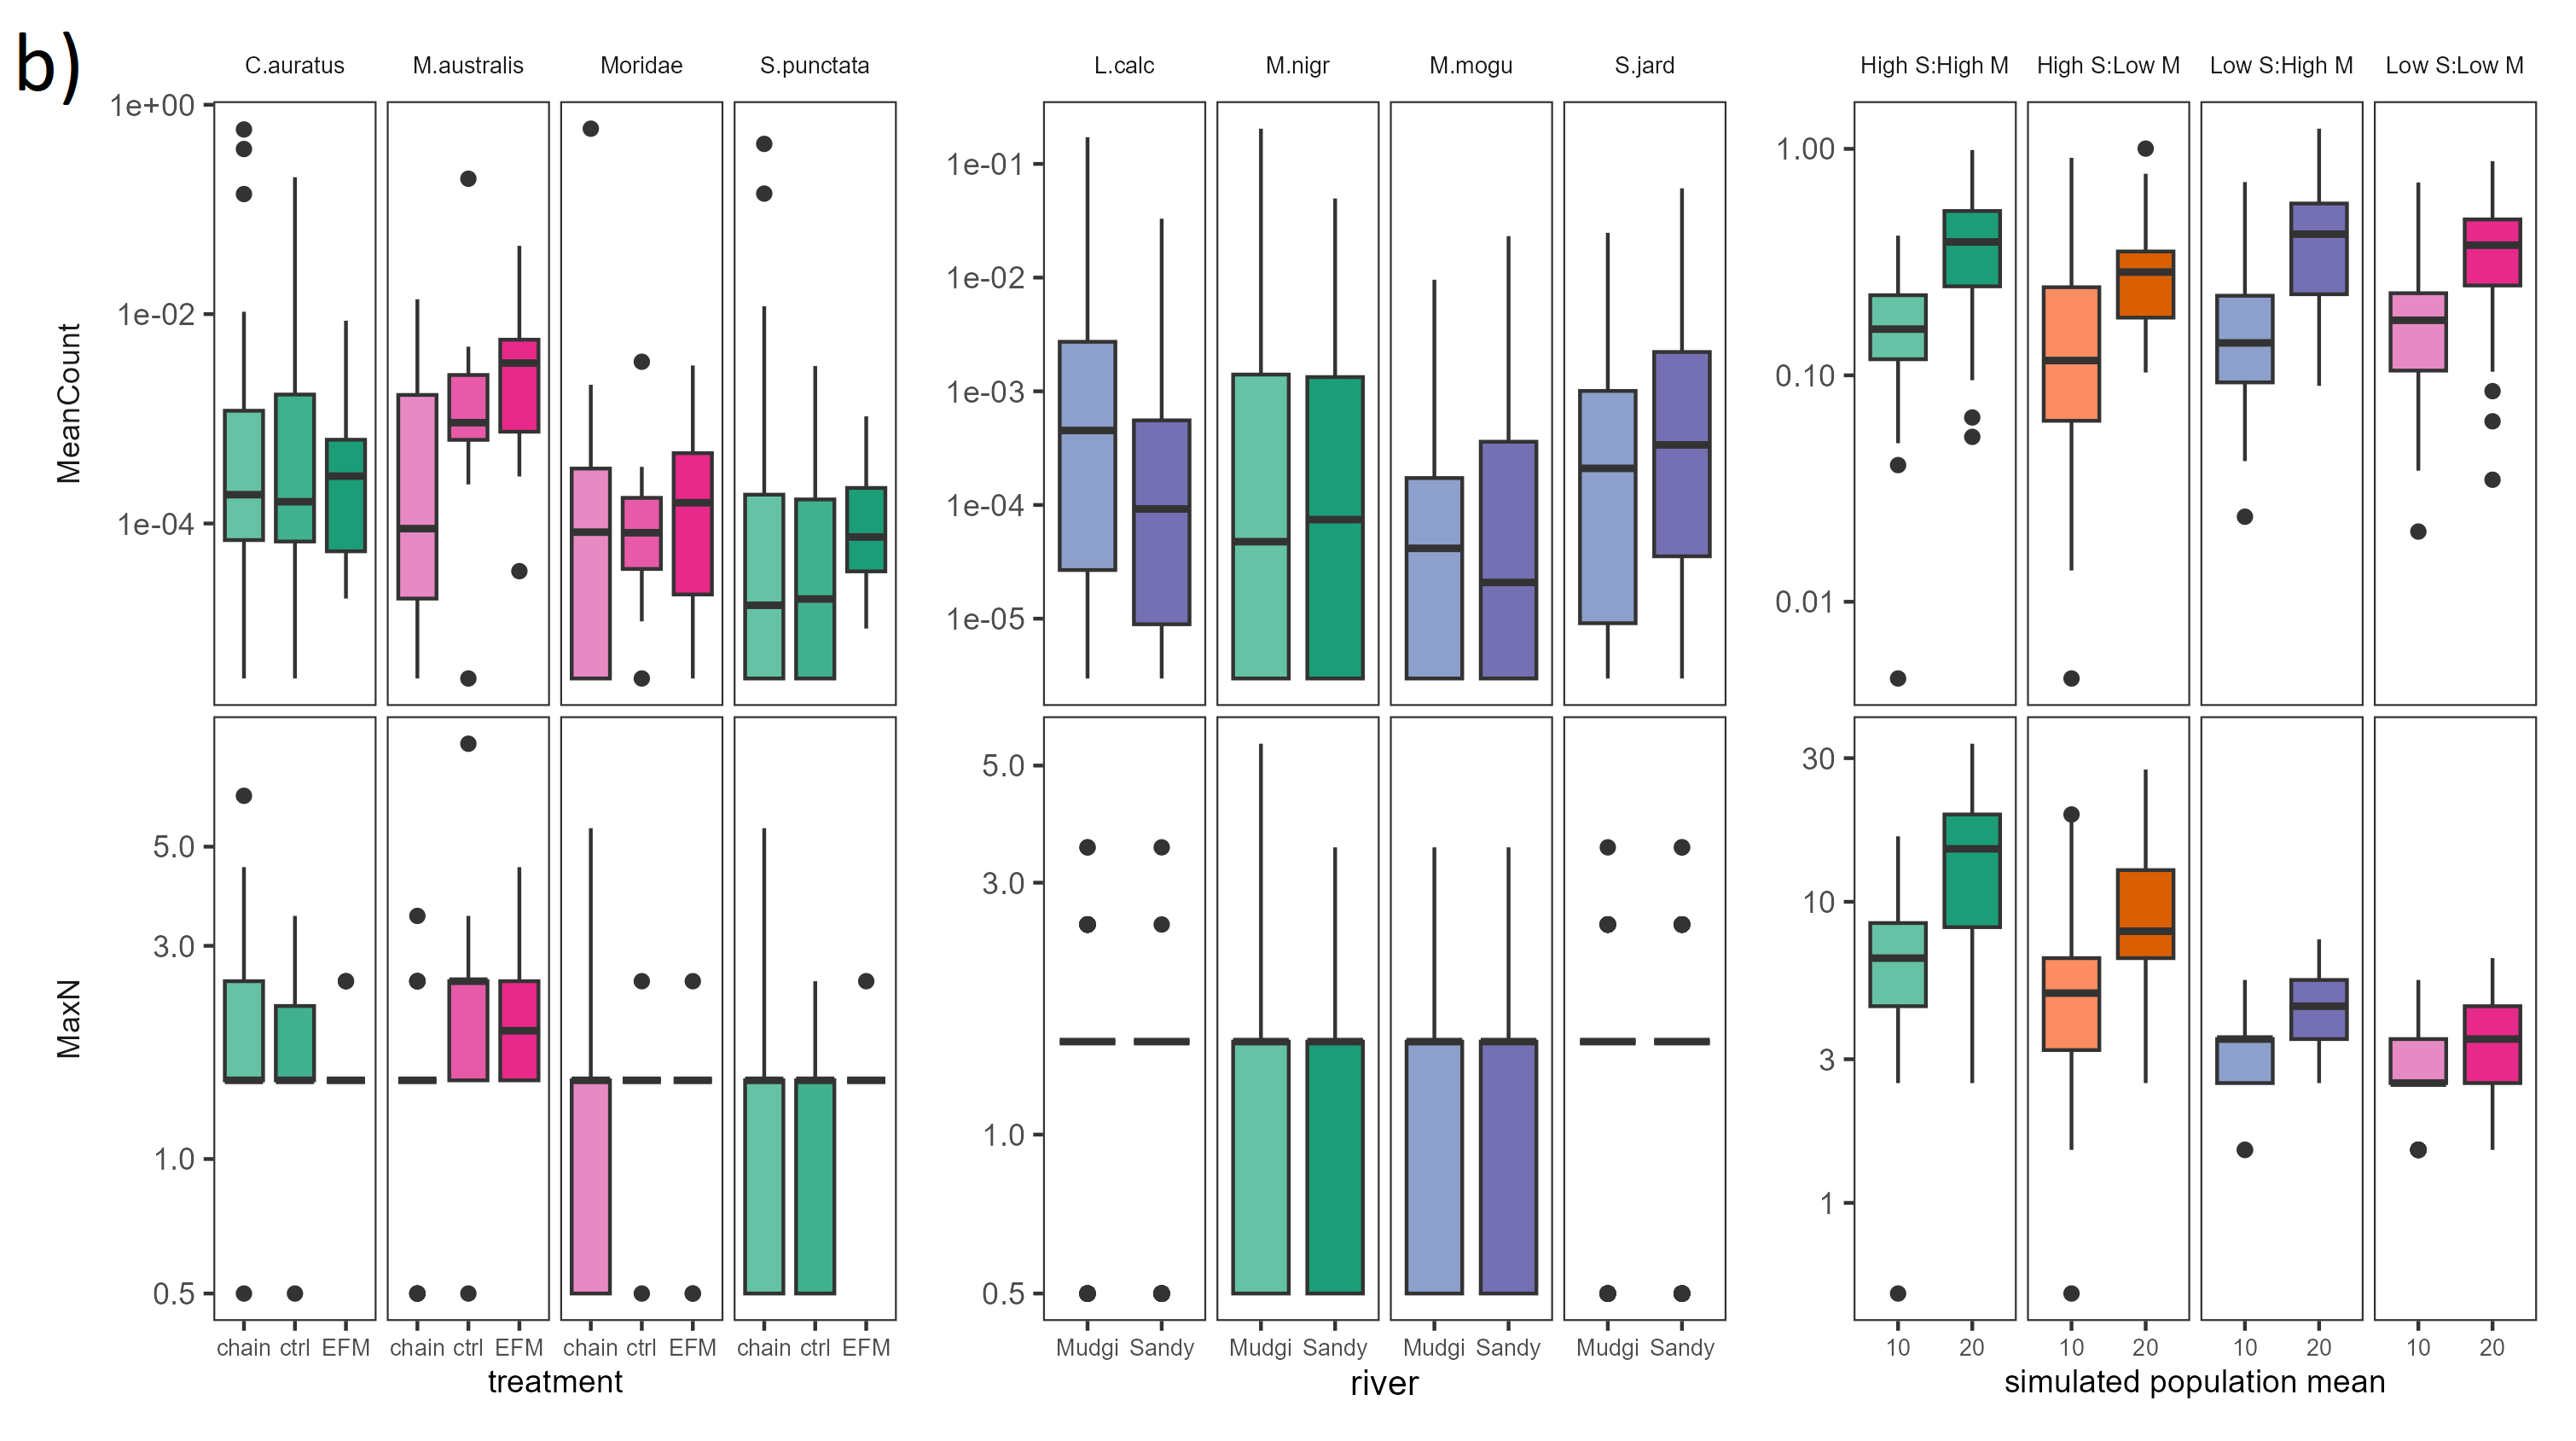 b)
C.auratus M.australis Moridae S.punctata L.calc M.nigr M.mogu S.jard High S:High M High S:Low M Low S:High M Low S:Low M
MeanCount
1e+00
1e-02
1e-04
1e-01
1e-02
1e-03
1e-04
1e-05
1.00
0.10
0.01
MaxN
5.0
3.0
1.0
0.5
5.0
3.0
1.0
0.5
30
10
3
1
chain ctrl EFM chain ctrl EFM chain ctrl EFM chain ctrl EFM Mudgi Sandy Mudgi Sandy Mudgi Sandy Mudgi Sandy 10 20 10 20 10 20 10 20
treatment river simulated population mean